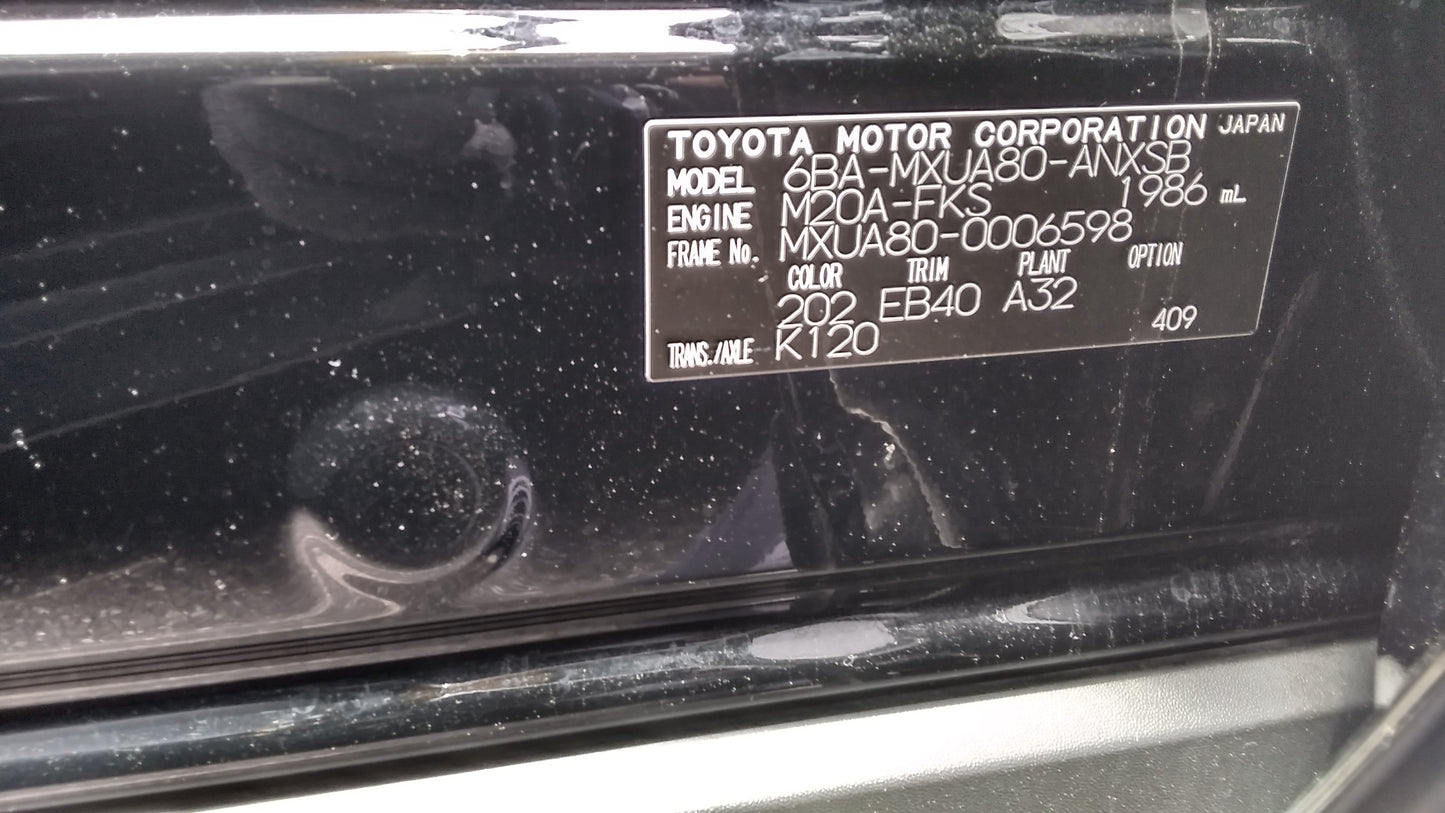 TOYOTA MOTOR CORPORATION JAPAN
MODEL 6BA-MXUA80-ANXSB
ENGINE M20A-FKS 1986 mL
FRAME No. MXUA80-0006598
COLOR TRIM PLANT OPTION
202 EB40 A32
TRANS./AXLE K120 409